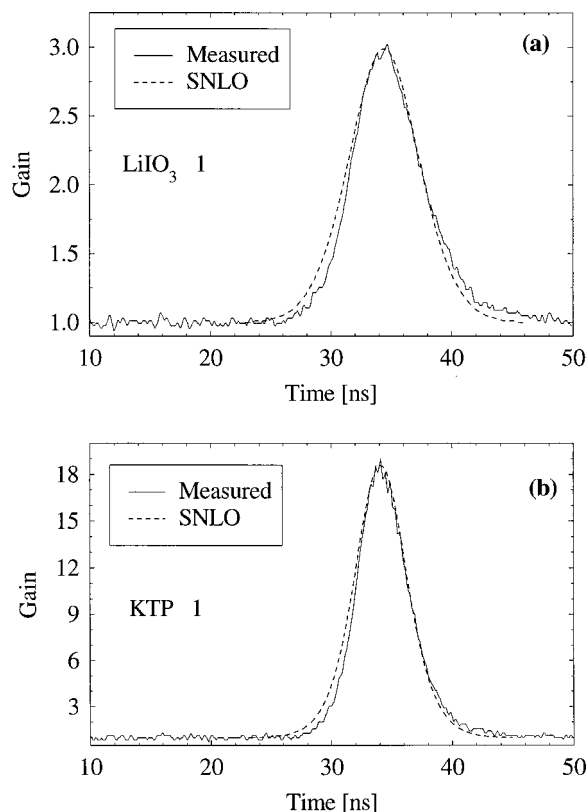 (a)
Measured
SNLO
LiIO₃ 1
Gain
3.0
2.5
2.0
1.5
1.0
10 20 30 40 50
Time [ns]
(b)
Measured
SNLO
KTP 1
Gain
18
15
12
9
6
3
10 20 30 40 50
Time [ns]